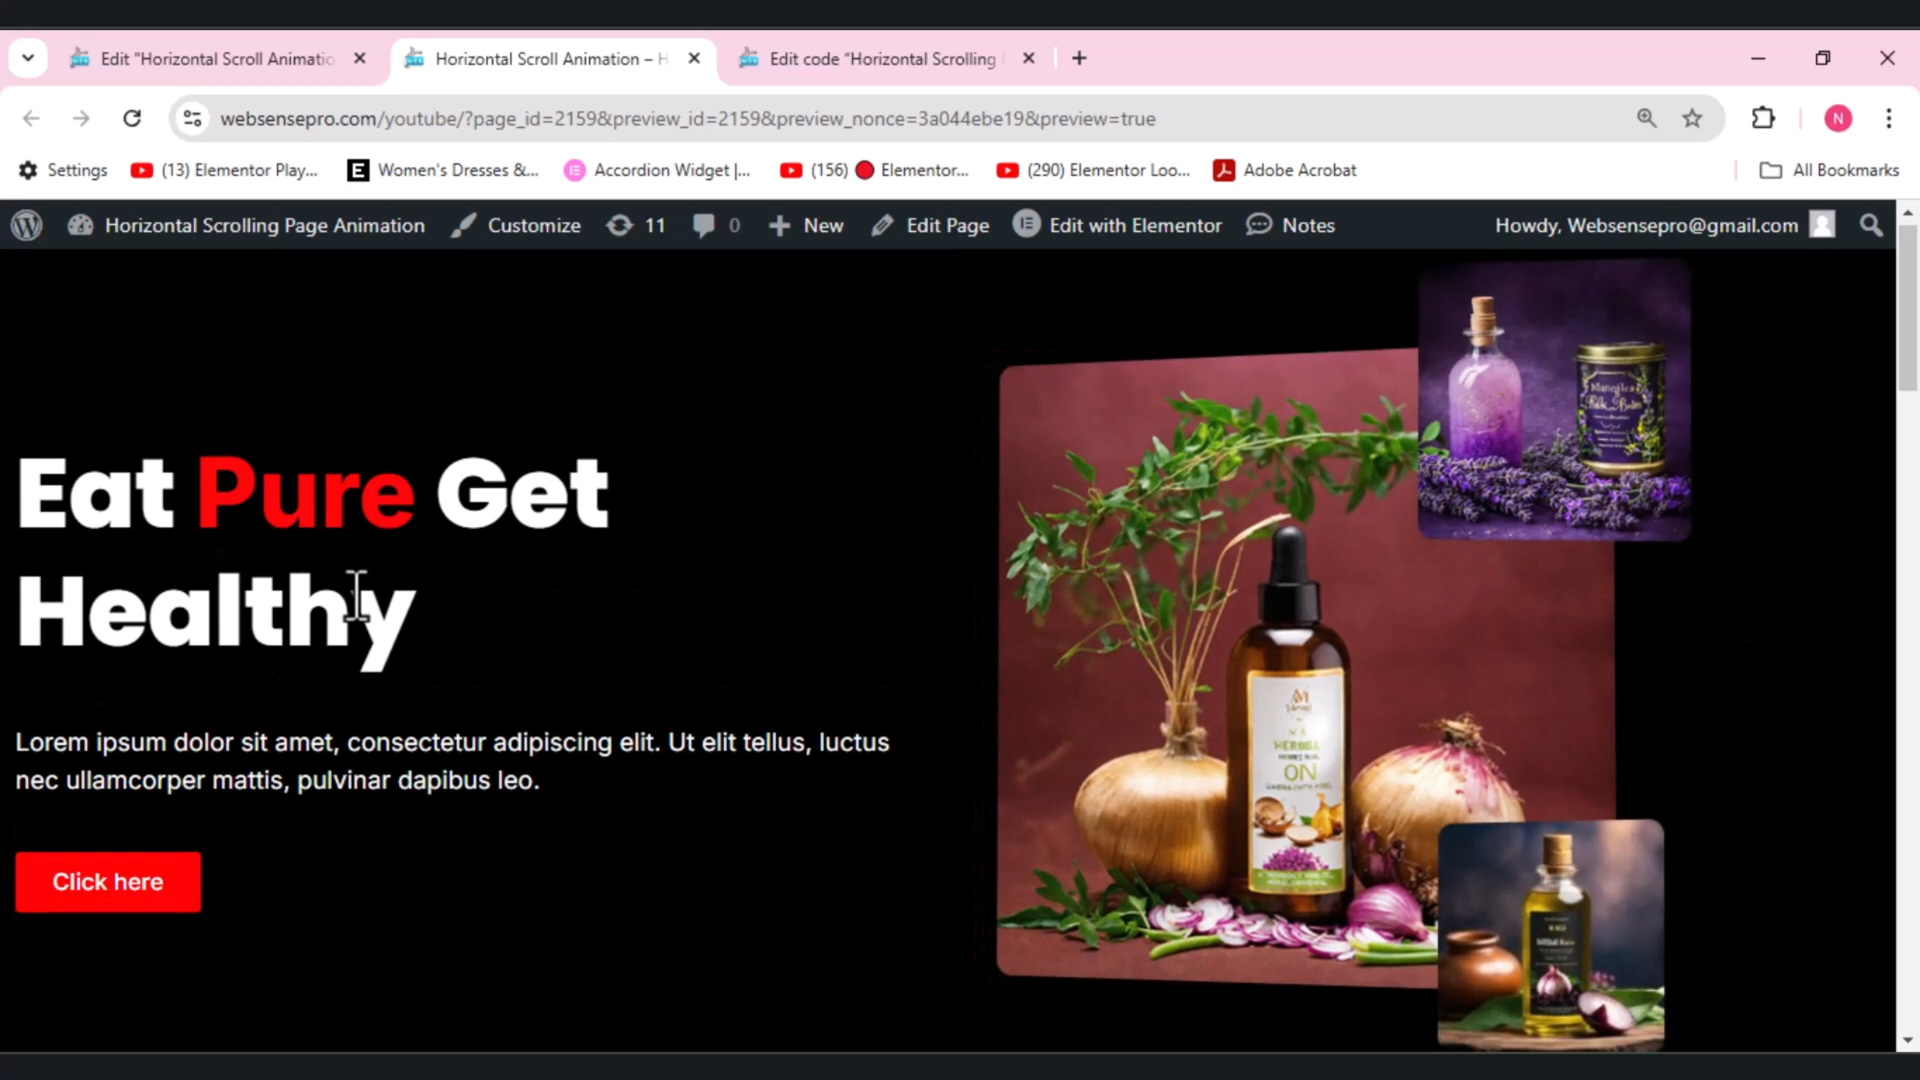 Edit "Horizontal Scroll Animatio
Horizontal Scroll Animation – H
Edit code "Horizontal Scrolling
websensepro.com/youtube/?page_id=2159&preview_id=2159&preview_nonce=3a044ebe19&preview=true
N
Settings
(13) Elementor Play...
E
Women's Dresses &...
Accordion Widget |...
(156) Elementor...
(290) Elementor Loo...
Adobe Acrobat
All Bookmarks
Horizontal Scrolling Page Animation
Customize
11
0
New
Edit Page
Edit with Elementor
Notes
Howdy, Websensepro@gmail.com
Eat Pure Get
Healthy
Lorem ipsum dolor sit amet, consectetur adipiscing elit. Ut elit tellus, luctus
nec ullamcorper mattis, pulvinar dapibus leo.
Click here
ON